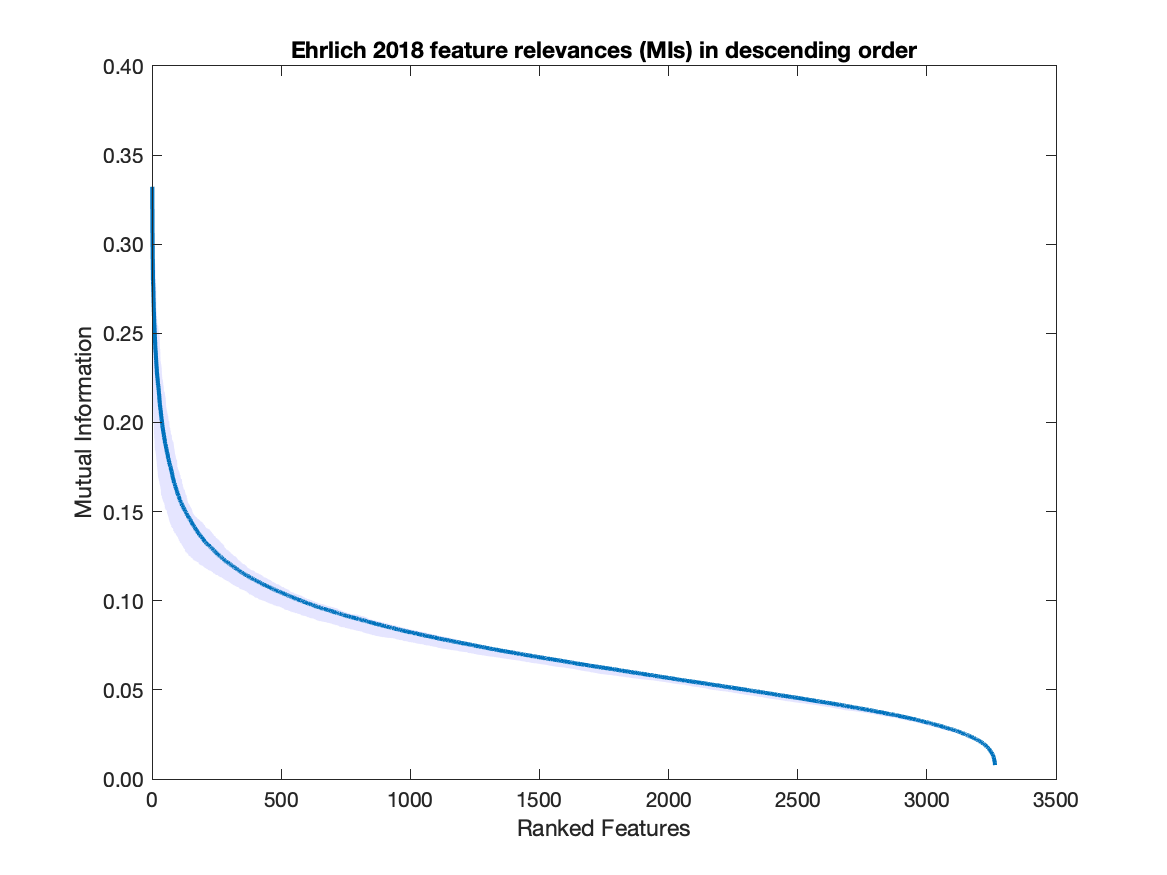 Ehrlich 2018 feature relevances (MIs) in descending order
0.40
0.35
0.30
0.25
0.20
0.15
0.10
0.05
0.00
Mutual Information
0 500 1000 1500 2000 2500 3000 3500
Ranked Features